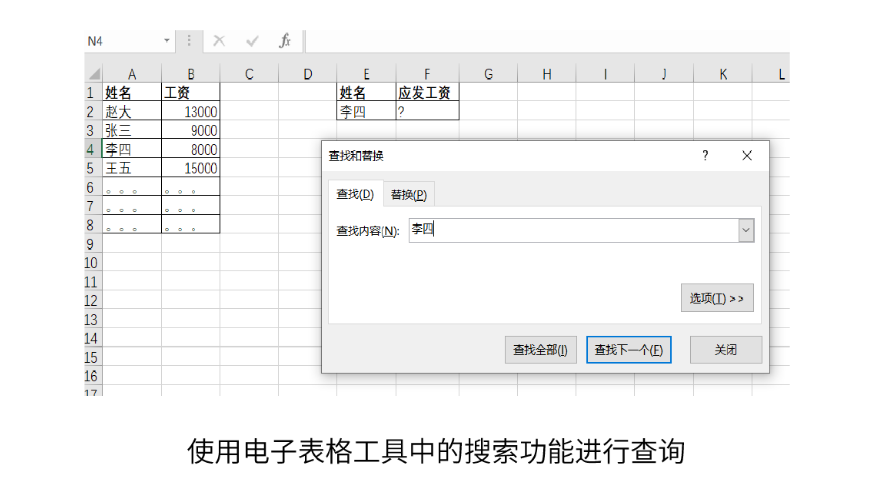 N4 fx
A B C D E F G H I J K L
1 姓名 工资 姓名 应发工资
2 赵大 13000 李四 ?
3 张三 9000
4 李四 8000
5 王五 15000
6 。。。 。。。
7 。。。 。。。
8 。。。 。。。
9
10
11
12
13
14
15
16
17
查找和替换 ?
查找(D) 替换(P)
查找内容(N): 李四
选项(T) >>
查找全部(I) 查找下一个(F) 关闭
使用电子表格工具中的搜索功能进行查询